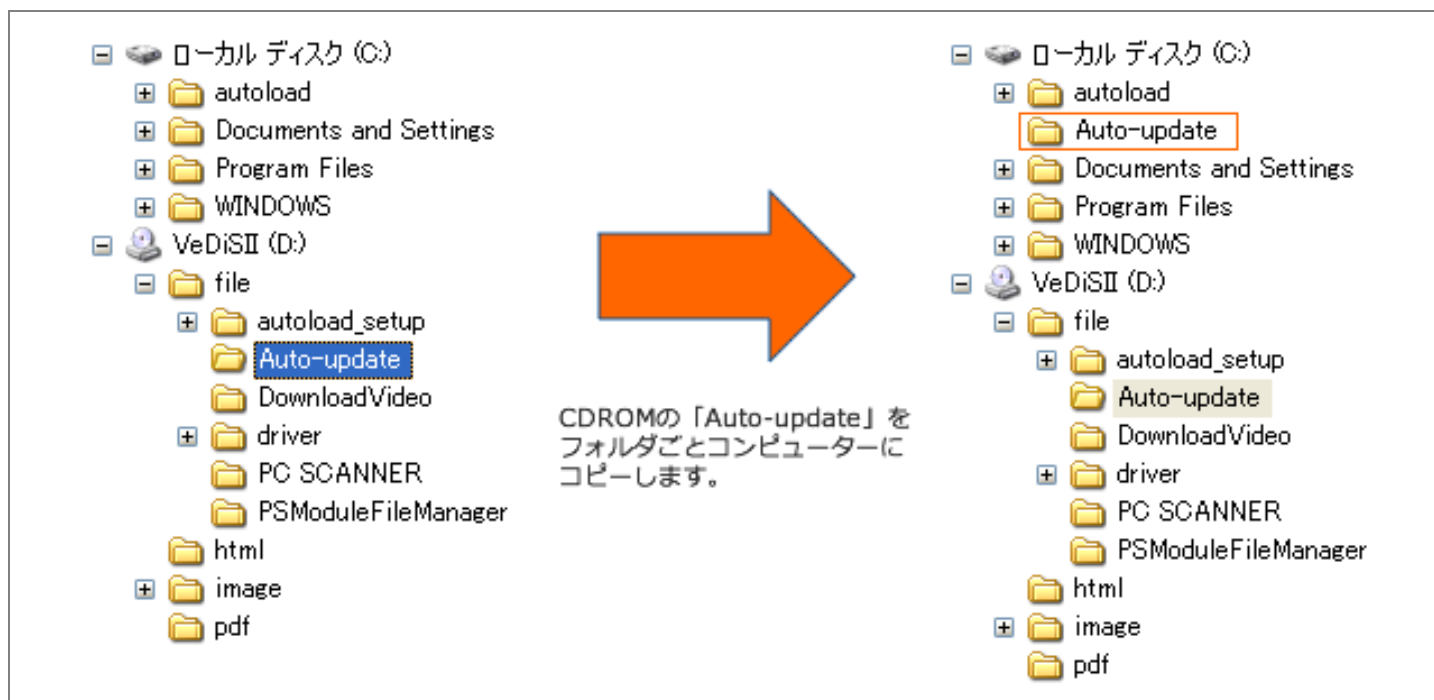 ローカル ディスク (C:)
autoload
Documents and Settings
Program Files
WINDOWS
VeDiSII (D:)
file
autoload_setup
Auto-update
DownloadVideo
driver
PC SCANNER
PSModuleFileManager
html
image
pdf
CDROMの「Auto-update」を
フォルダごとコンピューターに
コピーします。
ローカル ディスク (C:)
autoload
Auto-update
Documents and Settings
Program Files
WINDOWS
VeDiSII (D:)
file
autoload_setup
Auto-update
DownloadVideo
driver
PC SCANNER
PSModuleFileManager
html
image
pdf